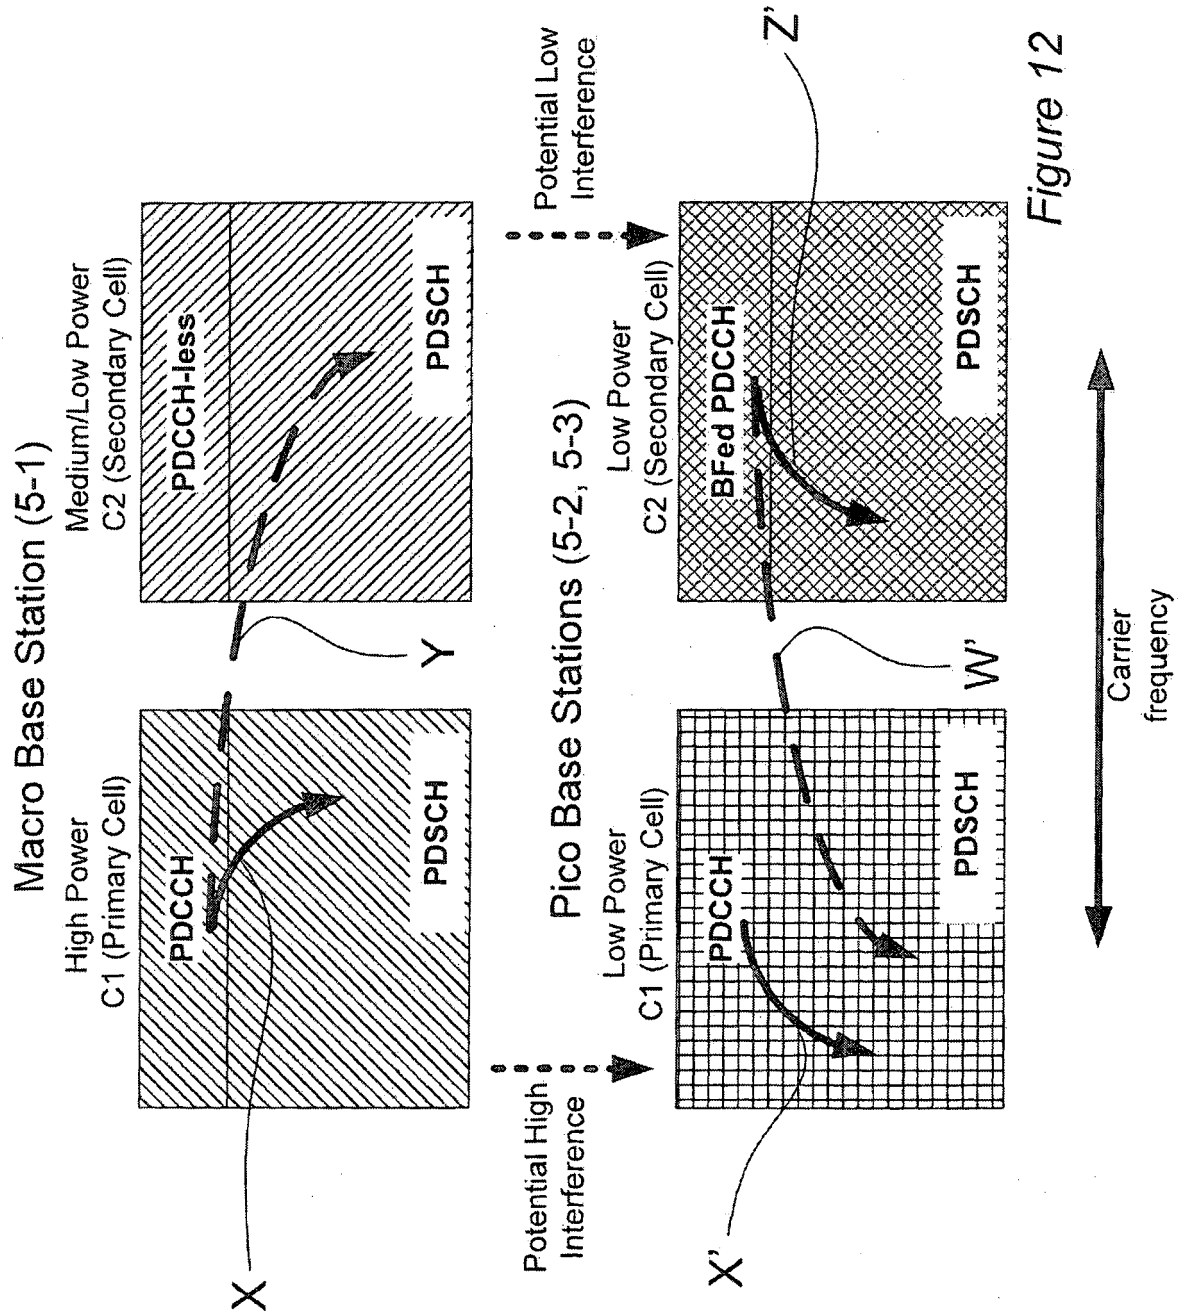 Macro Base Station (5-1)
High Power
C1 (Primary Cell)
Medium/Low Power
C2 (Secondary Cell)
PDCCH
PDCCH-less
PDSCH
PDSCH
X
Y
Potential High
Interference
Potential Low
Interference
Pico Base Stations (5-2, 5-3)
Low Power
C1 (Primary Cell)
Low Power
C2 (Secondary Cell)
PDCCH
BFed PDCCH
PDSCH
PDSCH
X'
W'
Z'
Carrier
frequency
Figure 12